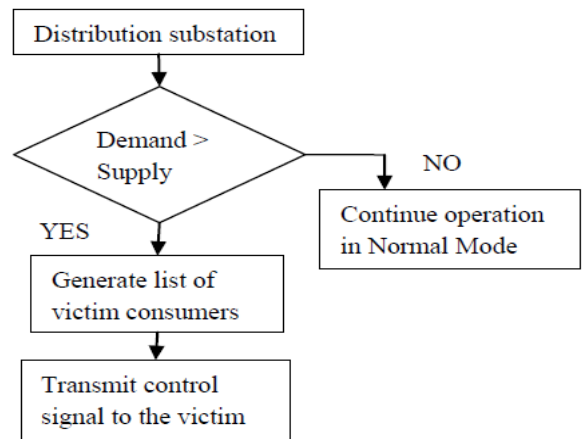 Distribution substation
Demand >
Supply
NO
Continue operation
in Normal Mode
YES
Generate list of
victim consumers
Transmit control
signal to the victim